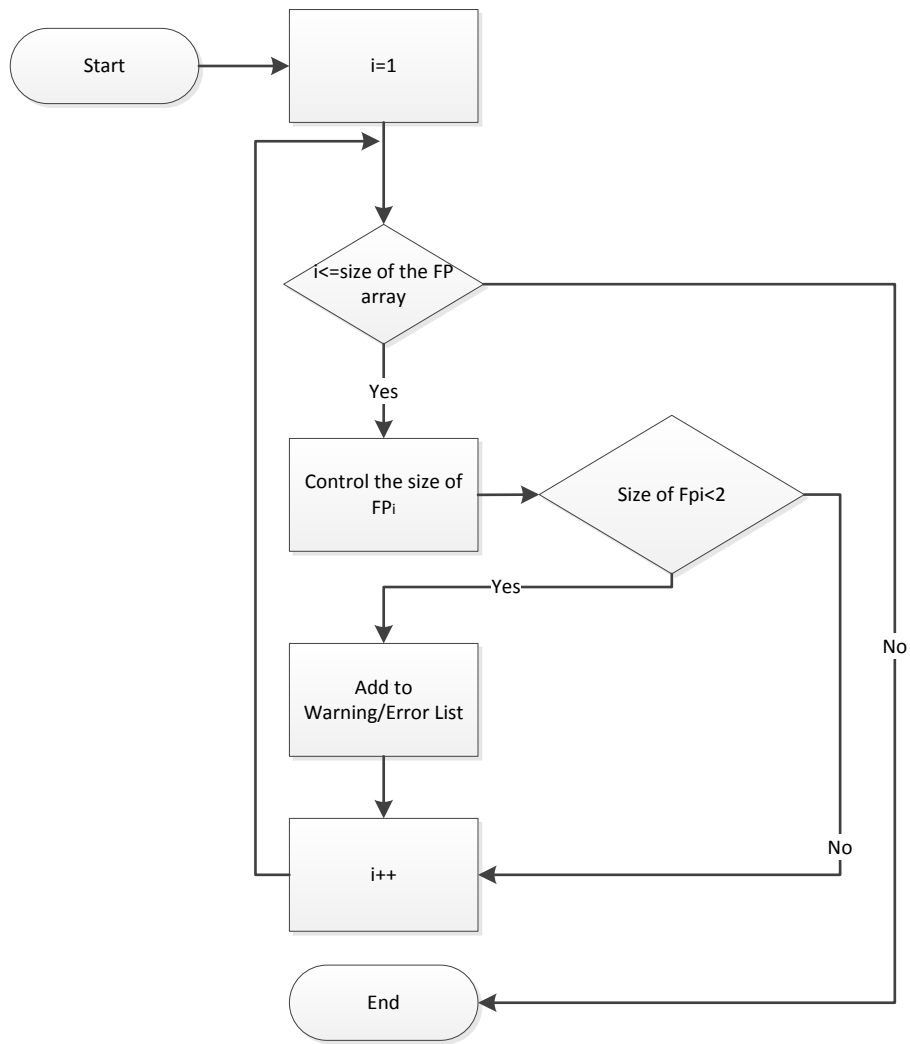 Start
i=1
i<=size of the FP
array
Yes
Control the size of
FPi
Size of Fpi<2
Yes
No
Add to
Warning/Error List
No
i++
End